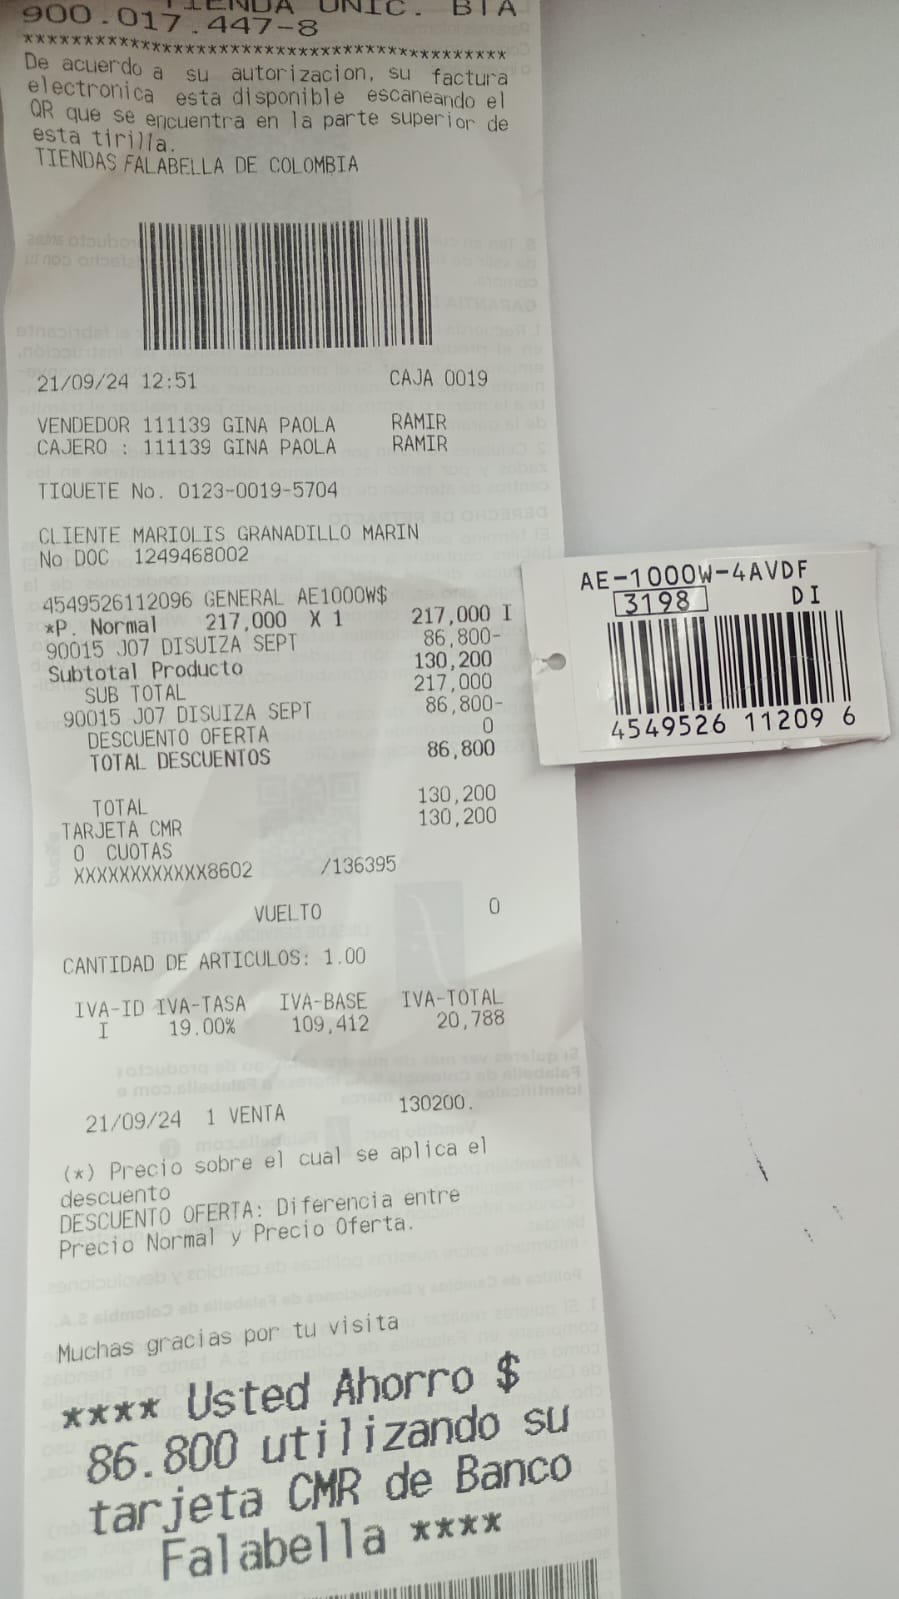 TIENDA UNIC. BTA
900.017.447-8
*******************************************
De acuerdo a su autorizacion, su factura
electronica esta disponible escaneando el
QR que se encuentra en la parte superior de
esta tirilla.
TIENDAS FALABELLA DE COLOMBIA
21/09/24 12:51 CAJA 0019
VENDEDOR 111139 GINA PAOLA RAMIR
CAJERO : 111139 GINA PAOLA RAMIR
TIQUETE No. 0123-0019-5704
CLIENTE MARIOLIS GRANADILLO MARIN
No DOC 1249468002
4549526112096 GENERAL AE1000W$
*P. Normal 217,000 X 1 217,000 I
90015 J07 DISUIZA SEPT 86,800-
Subtotal Producto 130,200
SUB TOTAL 217,000
90015 J07 DISUIZA SEPT 86,800-
DESCUENTO OFERTA 0
TOTAL DESCUENTOS 86,800
TOTAL 130,200
TARJETA CMR 130,200
0 CUOTAS
XXXXXXXXXXXX8602 /136395
VUELTO 0
CANTIDAD DE ARTICULOS: 1.00
IVA-ID IVA-TASA IVA-BASE IVA-TOTAL
I 19.00% 109,412 20,788
21/09/24 1 VENTA 130200.
(*) Precio sobre el cual se aplica el
descuento
DESCUENTO OFERTA: Diferencia entre
Precio Normal y Precio Oferta.
Muchas gracias por tu visita
**** Usted Ahorro $
86.800 utilizando su
tarjeta CMR de Banco
Falabella ****
AE-1000W-4AVDF
3198 DI
4549526 11209 6